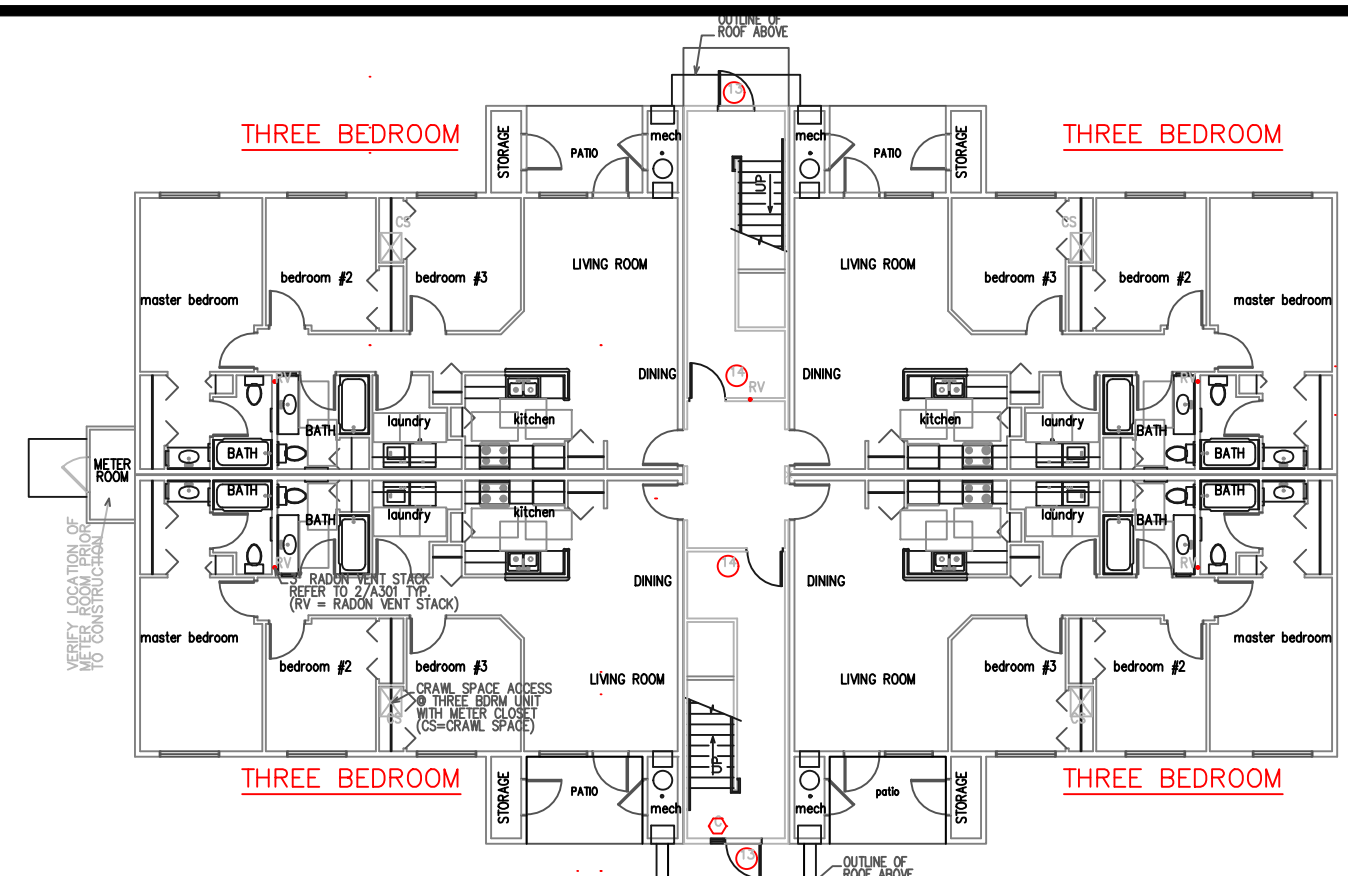 OUTLINE OF
ROOF ABOVE
13
THREE BEDROOM
STORAGE
PATIO
mech
UP
mech
PATIO
STORAGE
THREE BEDROOM
CS
CS
LIVING ROOM
LIVING ROOM
bedroom #2
bedroom #3
bedroom #3
bedroom #2
master bedroom
master bedroom
DINING
14
RV
DINING
RV
RV
BATH
laundry
kitchen
kitchen
laundry
BATH
BATH
BATH
METER
ROOM
BATH
BATH
BATH
laundry
kitchen
laundry
BATH
VERIFY LOCATION OF
METER ROOM PRIOR
TO CONSTRUCTION
RV
14
RV
RADON VENT STACK
REFER TO 2/A301 TYP.
(RV = RADON VENT STACK)
DINING
DINING
master bedroom
master bedroom
bedroom #2
bedroom #3
bedroom #3
bedroom #2
LIVING ROOM
LIVING ROOM
CRAWL SPACE ACCESS
@ THREE BDRM UNIT
WITH METER CLOSET
(CS=CRAWL SPACE)
CS
CS
UP
THREE BEDROOM
STORAGE
PATIO
mech
mech
patio
STORAGE
THREE BEDROOM
C
13
OUTLINE OF
ROOF ABOVE